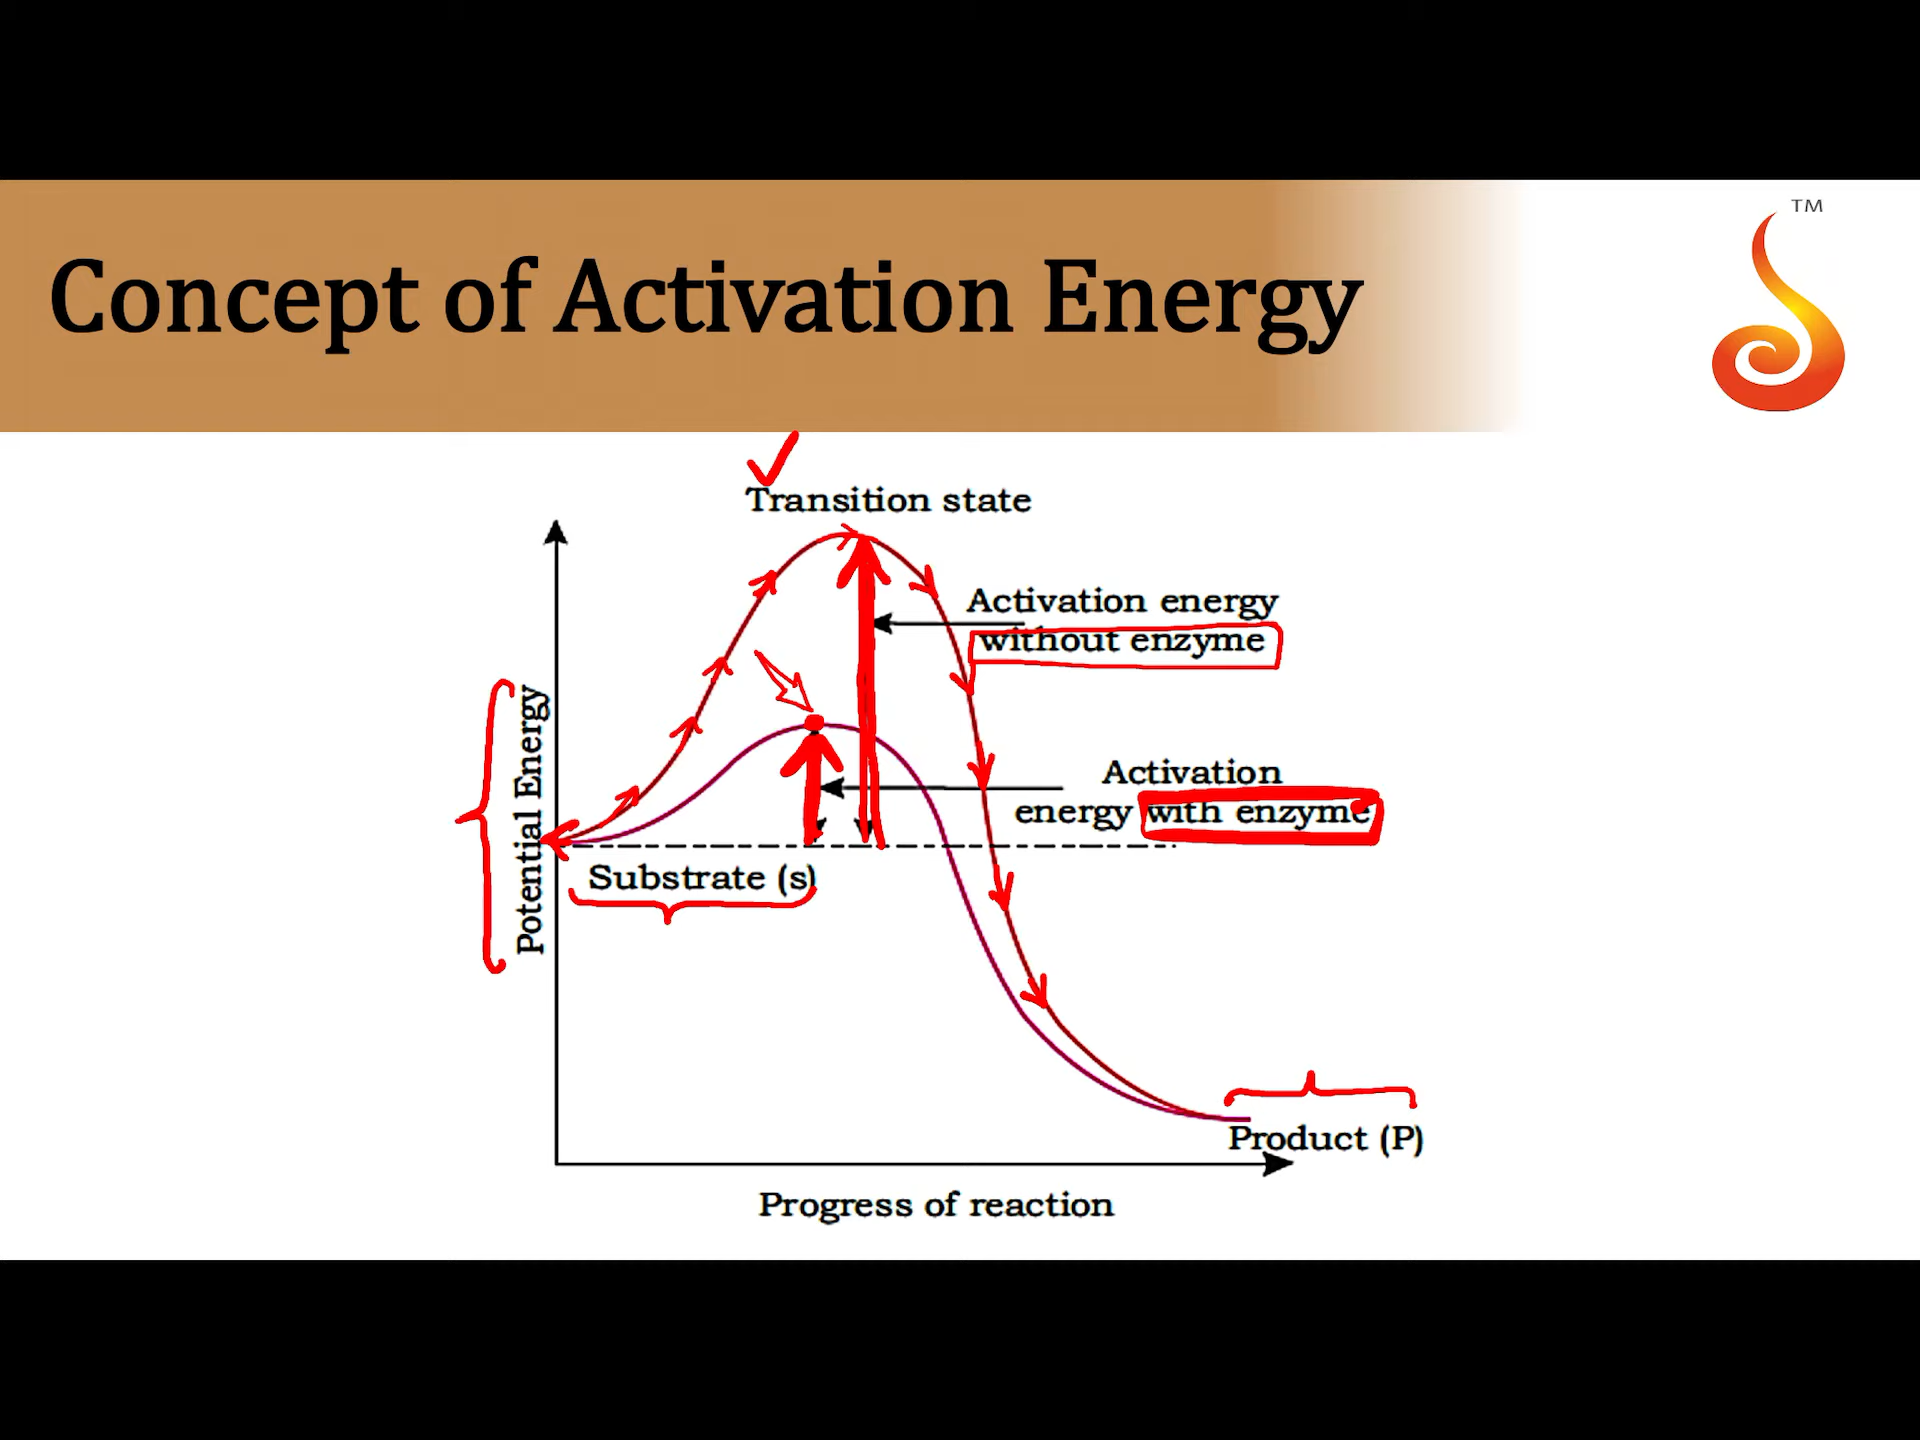 Concept of Activation Energy
TM
Transition state
Activation energy
without enzyme
Activation
energy with enzyme
Potential Energy
Substrate (s)
Product (P)
Progress of reaction